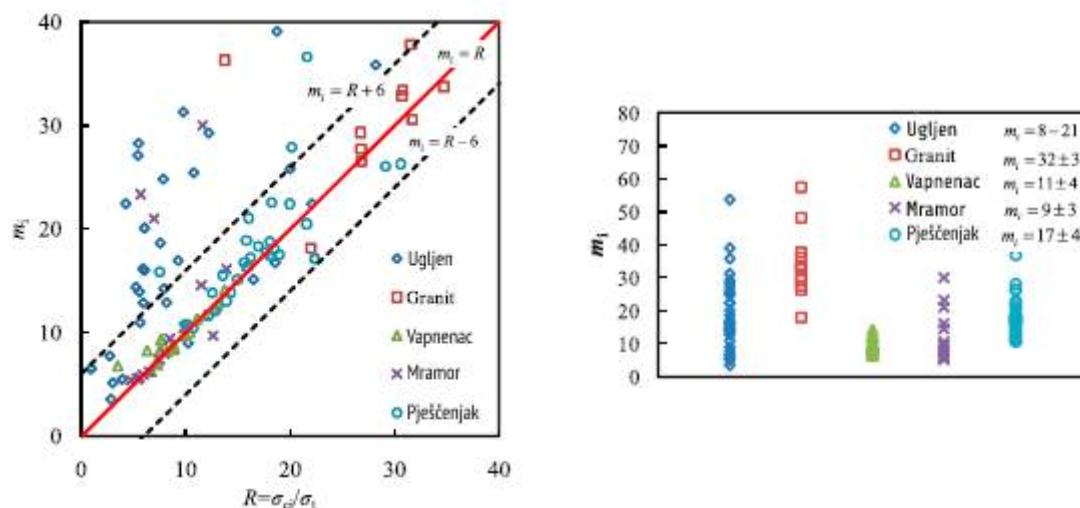 40
30
20
10
0
m_i
m_i = R
m_i = R+6
m_i = R−6
Ugljen
Granit
Vapnenac
Mramor
Pješčenjak
0 10 20 30 40
R=σ_ci/σ_t
80
70
60
50
40
30
20
10
0
m_i
Ugljen m_i = 8−21
Granit m_i = 32±3
Vapnenac m_i = 11±4
Mramor m_i = 9±3
Pješčenjak m_i = 17±4